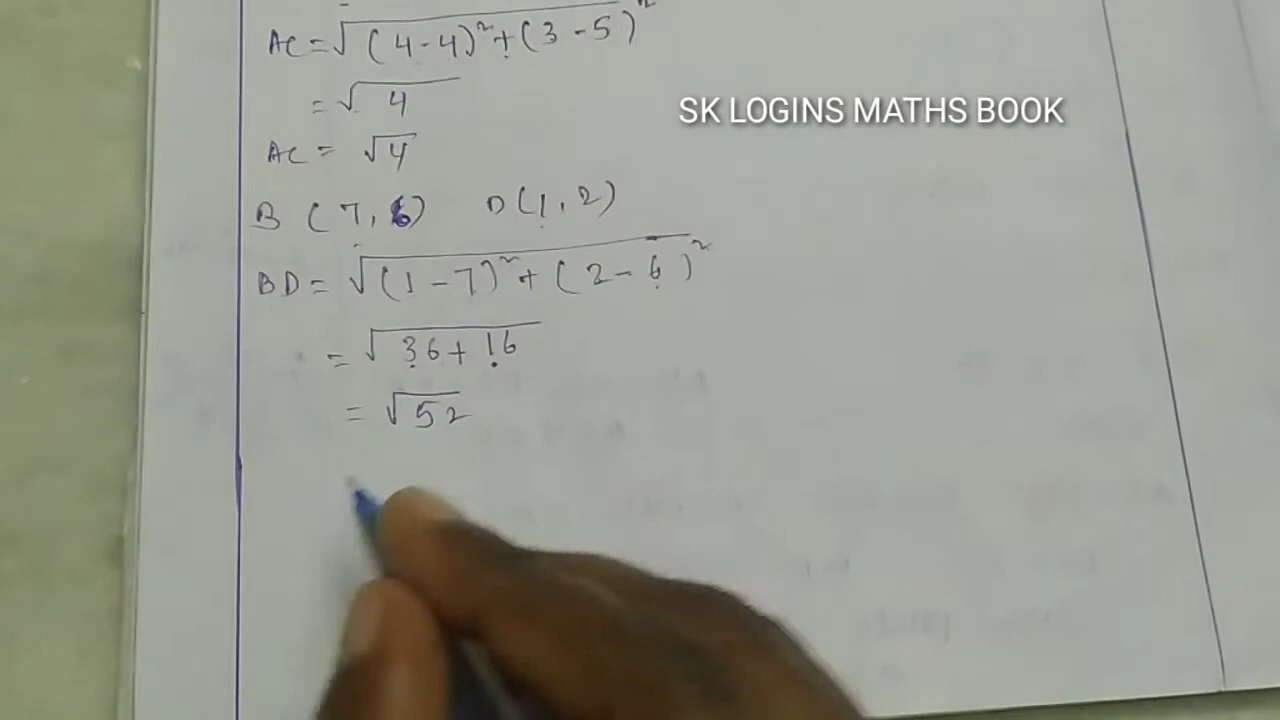 AC = √(4-4)² + (3-5)²
SK LOGINS MATHS BOOK
= √4
AC = √4
B (7, 6) D(1, 2)
BD = √(1-7)² + (2-6)²
= √36 + 16
= √52